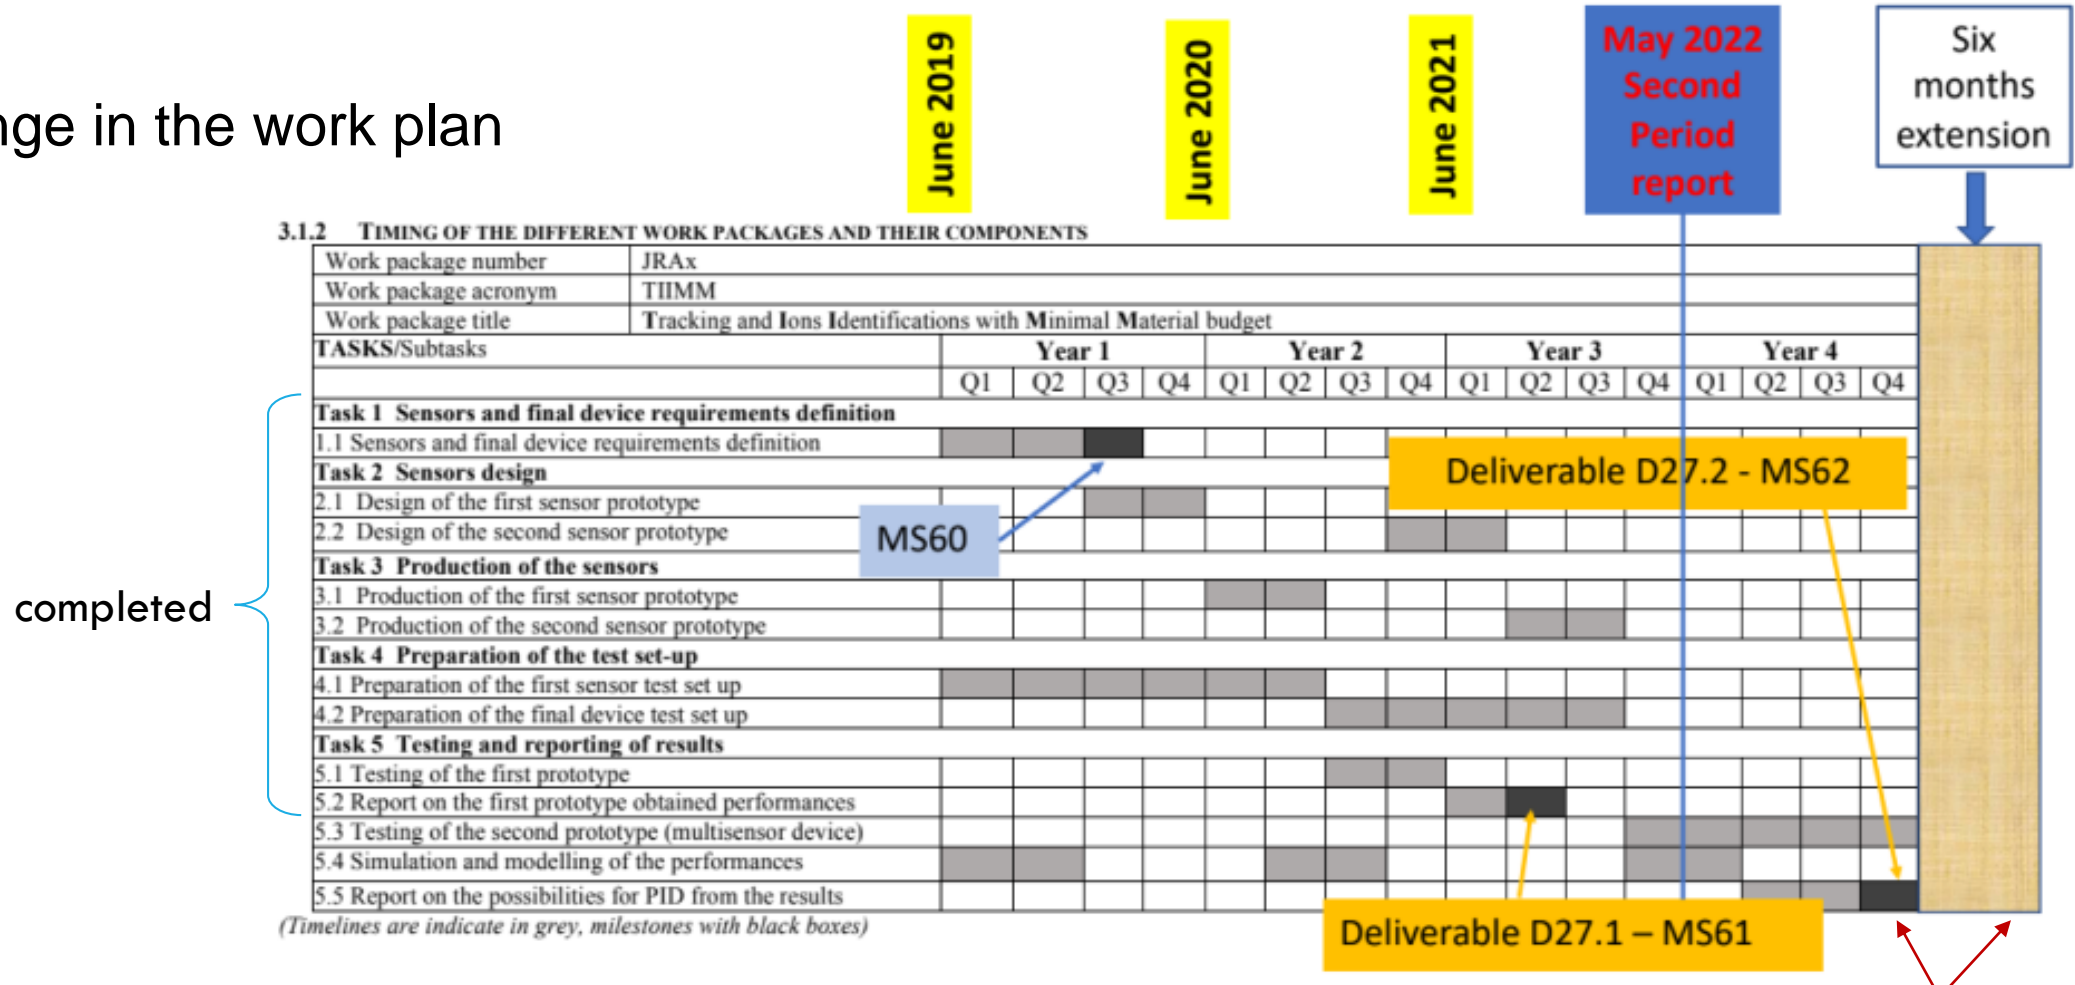 nge in the work plan
June 2019
June 2020
June 2021
May 2022
Second
Period
report
Six
months
extension
3.1.2 TIMING OF THE DIFFERENT WORK PACKAGES AND THEIR COMPONENTS
Work package number JRAx
Work package acronym TIIMM
Work package title Tracking and Ions Identifications with Minimal Material budget
TASKS/Subtasks Year 1 Year 2 Year 3 Year 4
Q1 Q2 Q3 Q4 Q1 Q2 Q3 Q4 Q1 Q2 Q3 Q4 Q1 Q2 Q3 Q4
Task 1 Sensors and final device requirements definition
1.1 Sensors and final device requirements definition
Task 2 Sensors design
Deliverable D27.2 - MS62
2.1 Design of the first sensor prototype
2.2 Design of the second sensor prototype
MS60
Task 3 Production of the sensors
3.1 Production of the first sensor prototype
completed
3.2 Production of the second sensor prototype
Task 4 Preparation of the test set-up
4.1 Preparation of the first sensor test set up
4.2 Preparation of the final device test set up
Task 5 Testing and reporting of results
5.1 Testing of the first prototype
5.2 Report on the first prototype obtained performances
5.3 Testing of the second prototype (multisensor device)
5.4 Simulation and modelling of the performances
5.5 Report on the possibilities for PID from the results
(Timelines are indicate in grey, milestones with black boxes)
Deliverable D27.1 – MS61